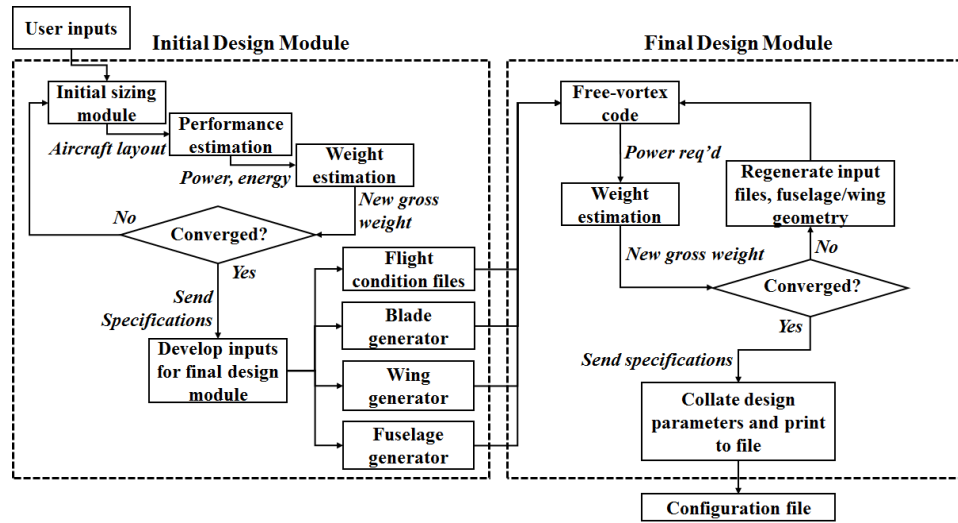 User inputs
Initial Design Module
Initial sizing
module
Aircraft layout
Performance
estimation
Power, energy
Weight
estimation
New gross
weight
No
Converged?
Yes
Send
Specifications
Develop inputs
for final design
module
Flight
condition files
Blade
generator
Wing
generator
Fuselage
generator
Final Design Module
Free-vortex
code
Power req'd
Weight
estimation
New gross weight
Regenerate input
files, fuselage/wing
geometry
No
Converged?
Yes
Send specifications
Collate design
parameters and print
to file
Configuration file